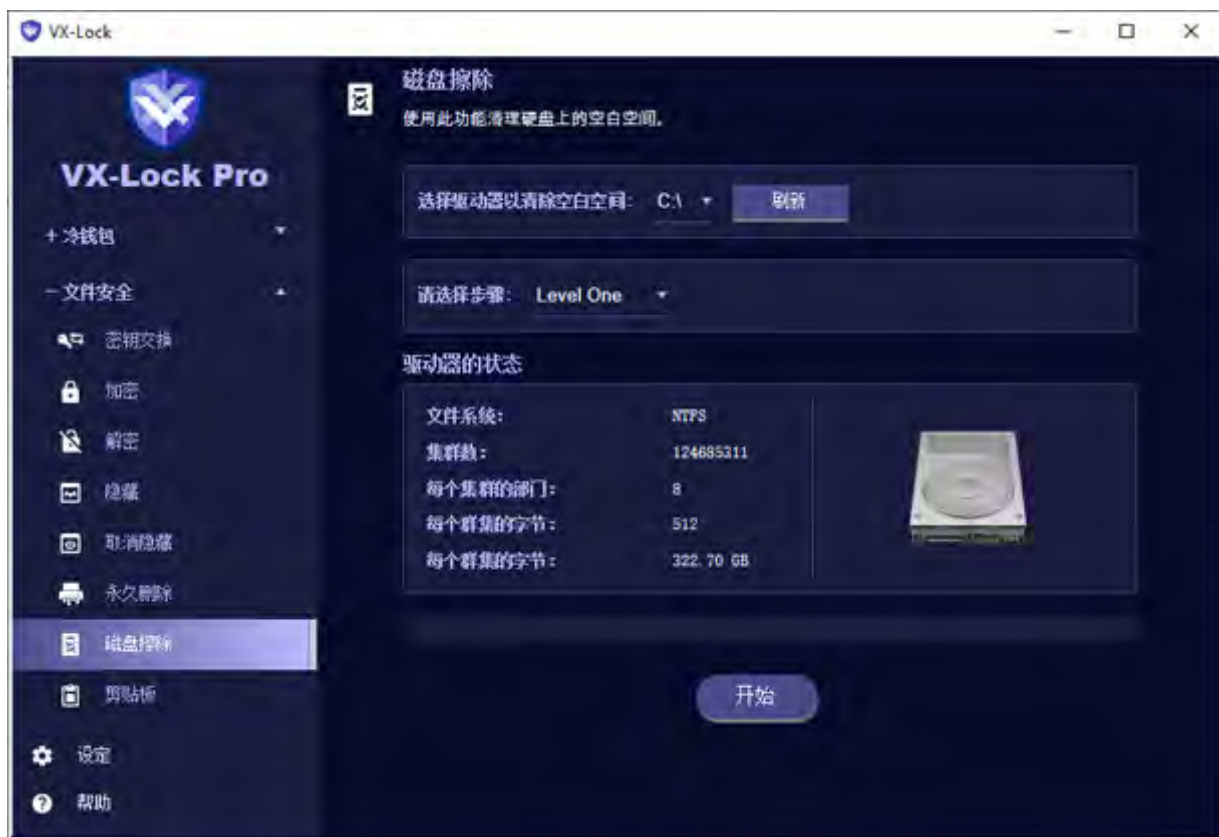 VX-Lock
VX-Lock Pro
+ 冷钱包
- 文件安全
密钥交换
加密
解密
隐藏
取消隐藏
永久删除
磁盘擦除
剪贴板
设定
帮助
磁盘擦除
使用此功能清理硬盘上的空白空间。
选择驱动器以清除空白空间: C:\ 刷新
请选择步骤: Level One
驱动器的状态
文件系统: NTFS
集群数: 124685311
每个集群的部门: 8
每个群集的字节: 512
每个群集的字节: 322.70 GB
开始